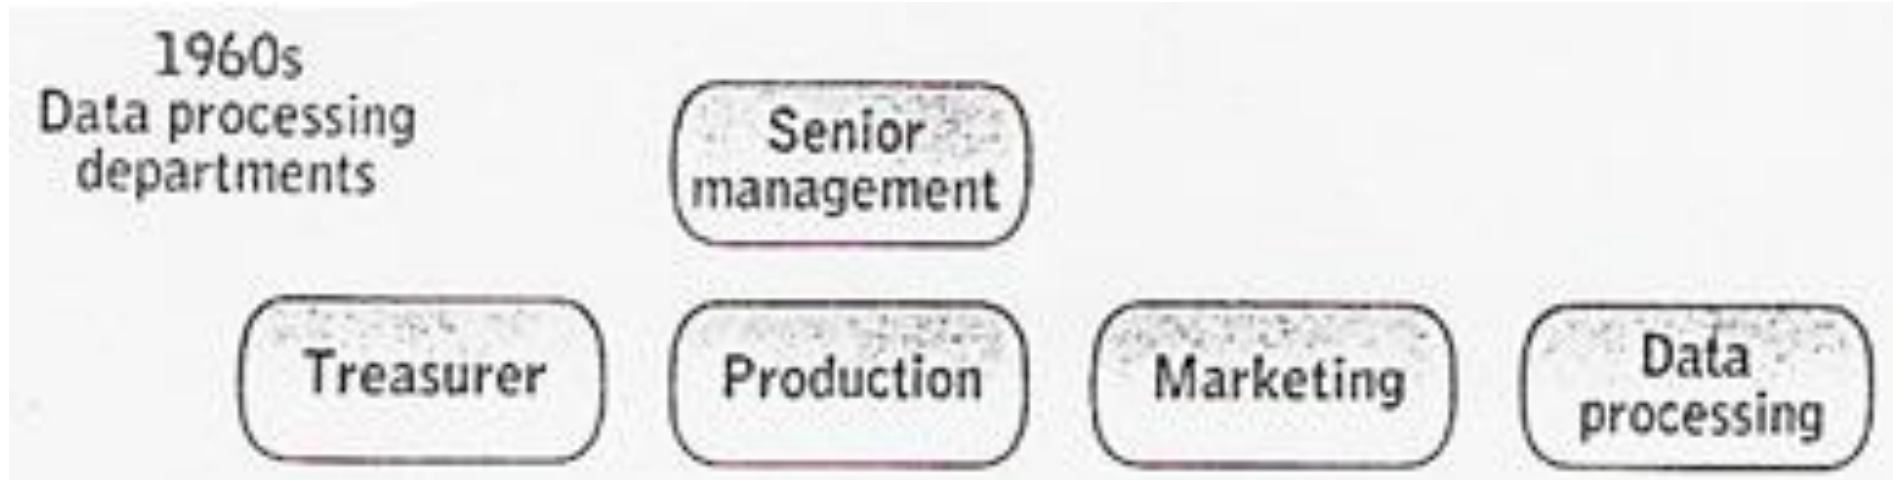 1960s
Data processing
departments
Senior
management
Treasurer
Production
Marketing
Data
processing